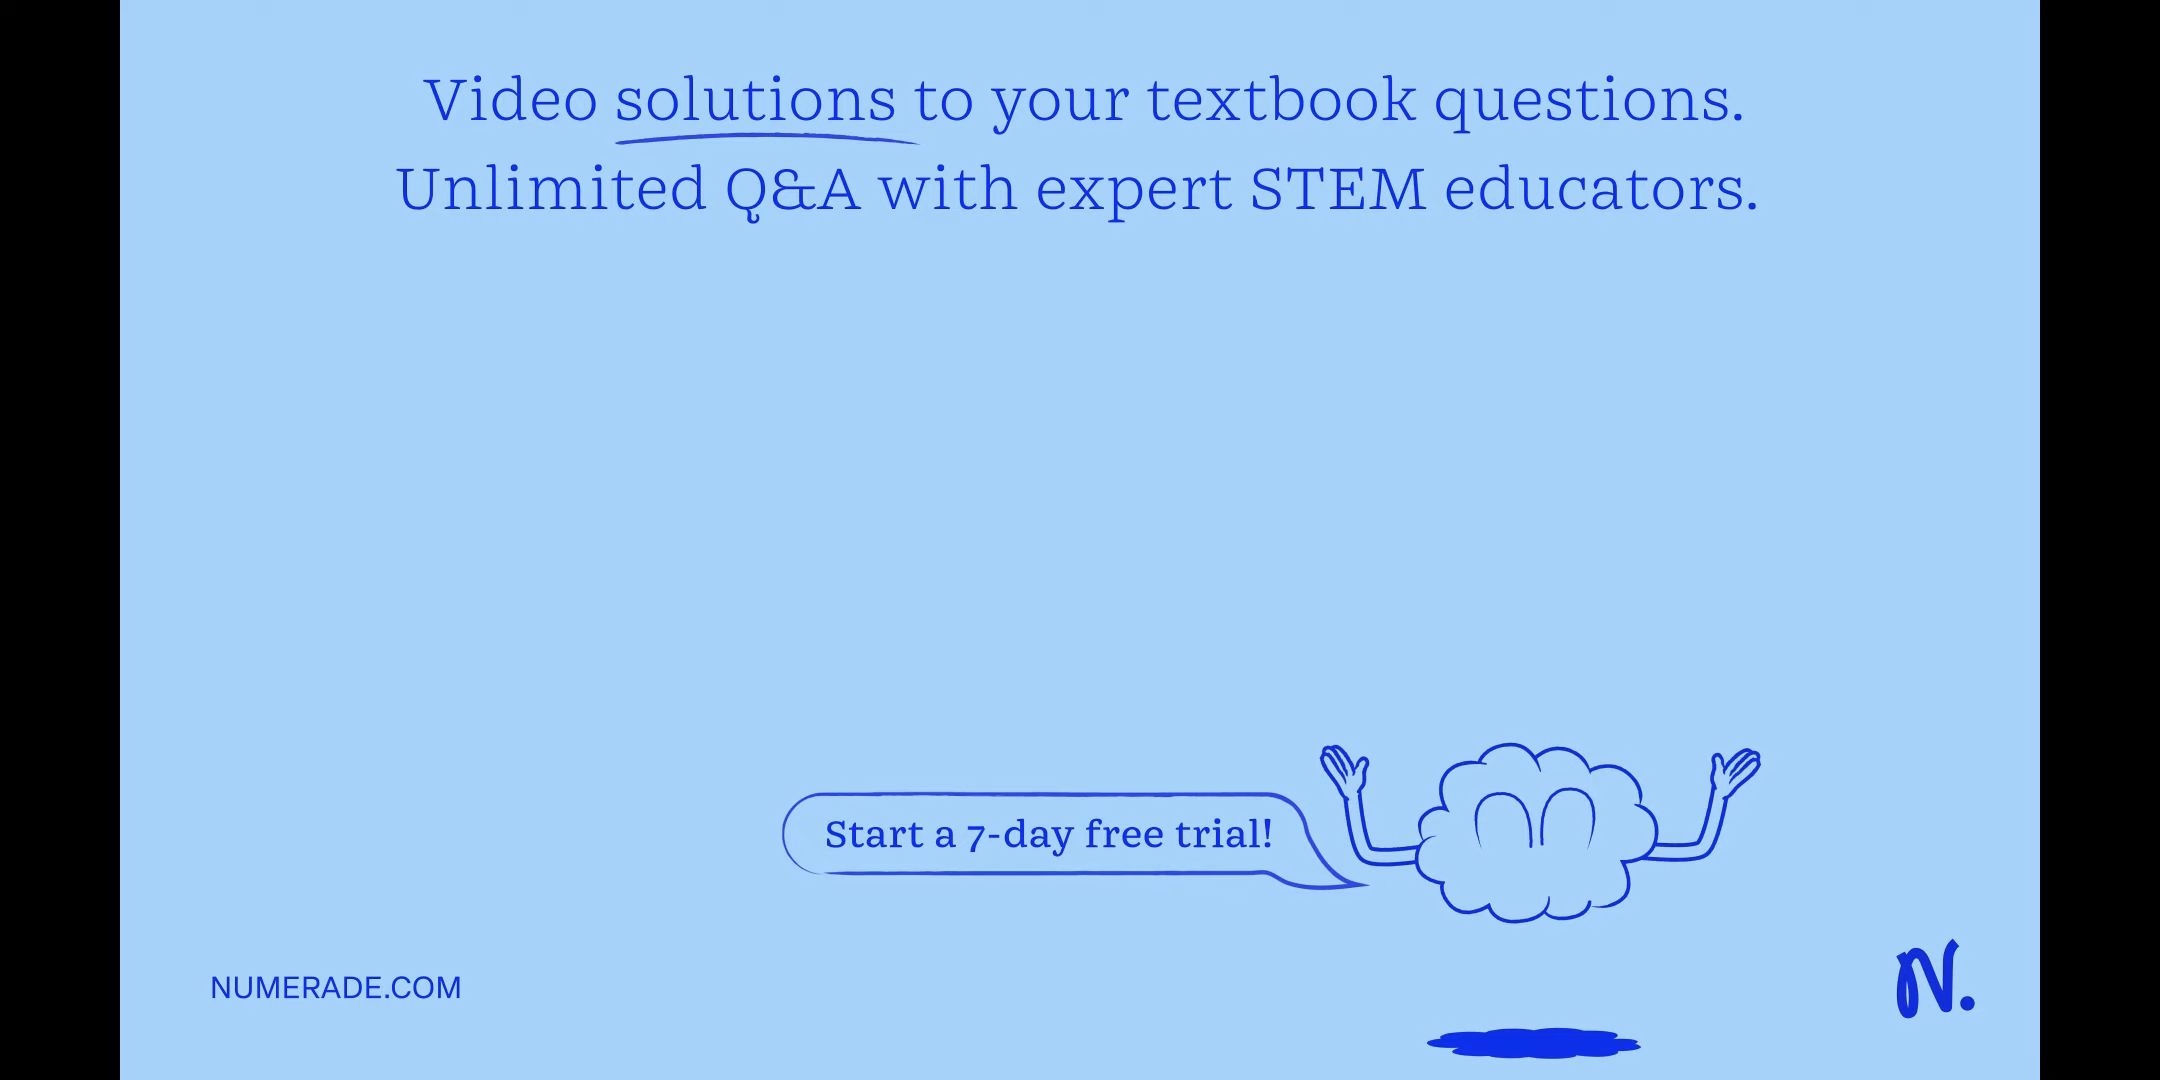 Video solutions to your textbook questions.
Unlimited Q&A with expert STEM educators.
Start a 7-day free trial!
NUMERADE.COM
N.